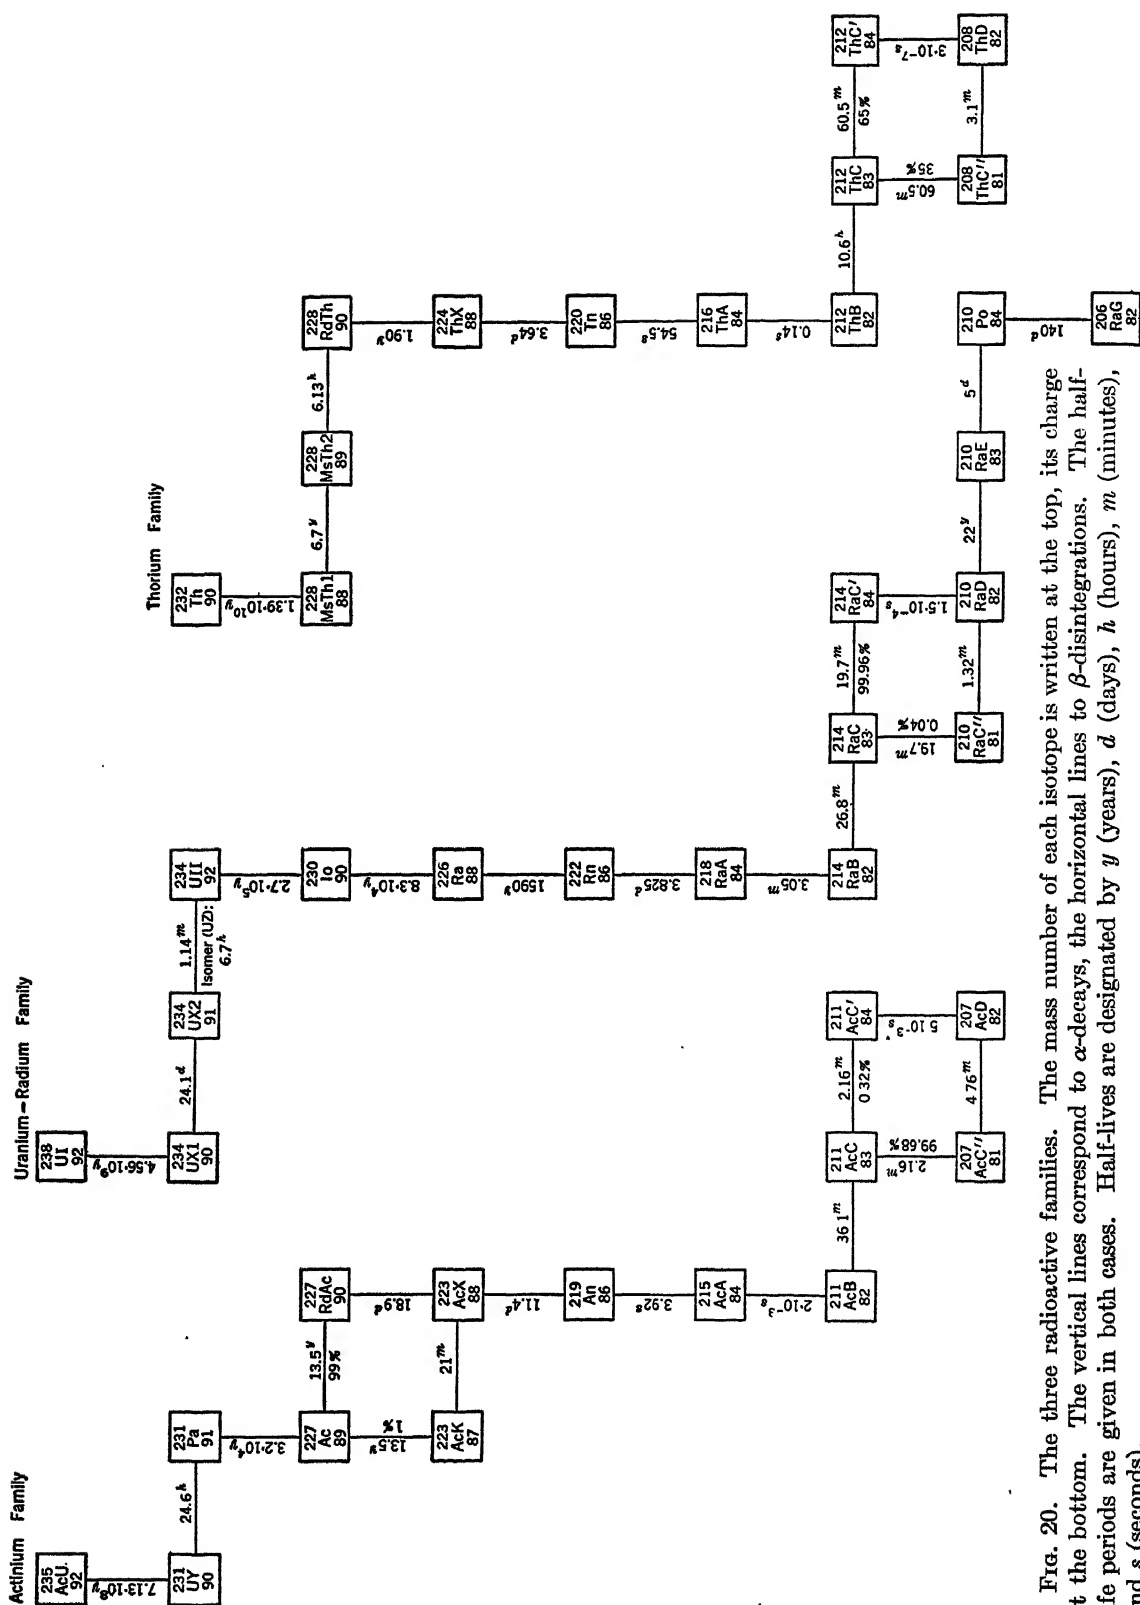 Actinium Family
235
AcU.
92
7.13·10⁸ʸ
231
UY
90
24.6ʰ
231
Pa
91
3.2·10⁴ʸ
227
Ac
89
13.5ʸ
99%
227
RdAc
90
13.5ʸ
1%
18.9ᵈ
223
AcK
87
21ᵐ
223
AcX
88
11.4ᵈ
219
An
86
3.92ˢ
215
AcA
84
2·10⁻³ˢ
211
AcB
82
36 1ᵐ
211
AcC
83
2.16ᵐ
0 32%
211
AcC′
84
2.16ᵐ
99.68%
5 10⁻³ˢ
207
AcC″
81
4 76ᵐ
207
AcD
82
Uranium – Radium Family
238
UI
92
4.56·10⁹ʸ
234
UX1
90
24.1ᵈ
234
UX2
91
1.14ᵐ
Isomer (UZ):
6.7ʰ
234
UII
92
2.7·10⁵ʸ
230
Io
90
8.3·10⁴ʸ
226
Ra
88
1590ʸ
222
Rn
86
3.825ᵈ
218
RaA
84
3.05ᵐ
214
RaB
82
26.8ᵐ
214
RaC
83
19.7ᵐ
99.96%
214
RaC′
84
19.7ᵐ
0.04%
1.5·10⁻⁴ˢ
210
RaC″
81
1.32ᵐ
210
RaD
82
22ʸ
210
RaE
83
5ᵈ
210
Po
84
140ᵈ
206
RaG
82
Thorium Family
232
Th
90
1.39·10¹⁰ʸ
228
MsTh1
88
6.7ʸ
228
MsTh2
89
6.13ʰ
228
RdTh
90
1.90ʸ
224
ThX
88
3.64ᵈ
220
Tn
86
54.5ˢ
216
ThA
84
0.14ˢ
212
ThB
82
10.6ʰ
212
ThC
83
60.5ᵐ
65%
212
ThC′
84
60.5ᵐ
35%
3·10⁻⁷ˢ
208
ThC″
81
3.1ᵐ
208
ThD
82
FIG. 20. The three radioactive families. The mass number of each isotope is written at the top, its charge
t the bottom. The vertical lines correspond to α-decays, the horizontal lines to β-disintegrations. The half-
fe periods are given in both cases. Half-lives are designated by y (years), d (days), h (hours), m (minutes),
nd s (seconds).